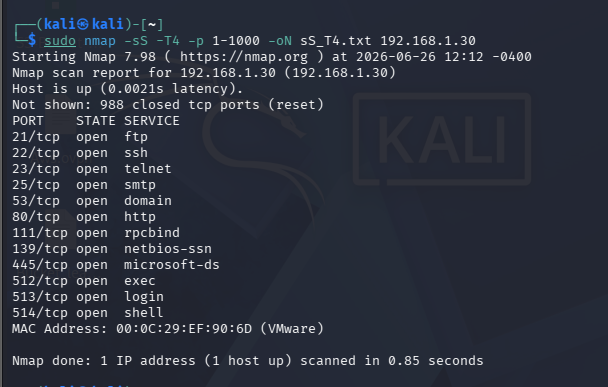 ┌──(kali㉿kali)-[~]
└─$ sudo nmap -sS -T4 -p 1-1000 -oN sS_T4.txt 192.168.1.30
Starting Nmap 7.98 ( https://nmap.org ) at 2026-06-26 12:12 -0400
Nmap scan report for 192.168.1.30 (192.168.1.30)
Host is up (0.0021s latency).
Not shown: 988 closed tcp ports (reset)
PORT    STATE SERVICE
21/tcp  open  ftp
22/tcp  open  ssh
23/tcp  open  telnet
25/tcp  open  smtp
53/tcp  open  domain
80/tcp  open  http
111/tcp open  rpcbind
139/tcp open  netbios-ssn
445/tcp open  microsoft-ds
512/tcp open  exec
513/tcp open  login
514/tcp open  shell
MAC Address: 00:0C:29:EF:90:6D (VMware)
Nmap done: 1 IP address (1 host up) scanned in 0.85 seconds
KALI